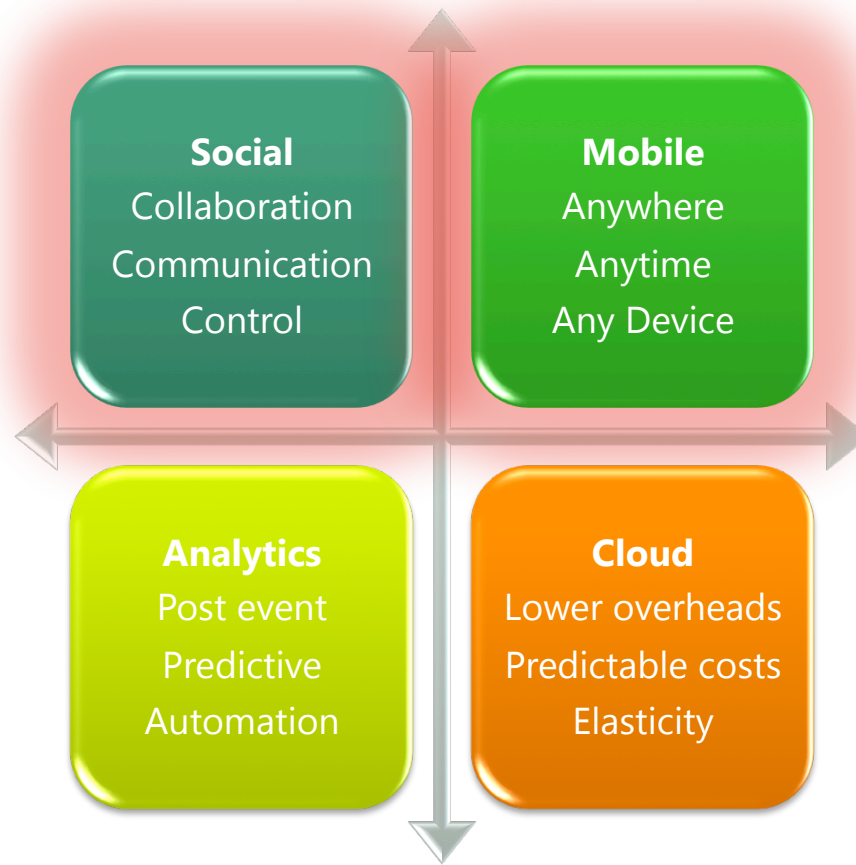 Social
Collaboration
Communication
Control
Mobile
Anywhere
Anytime
Any Device
Analytics
Post event
Predictive
Automation
Cloud
Lower overheads
Predictable costs
Elasticity